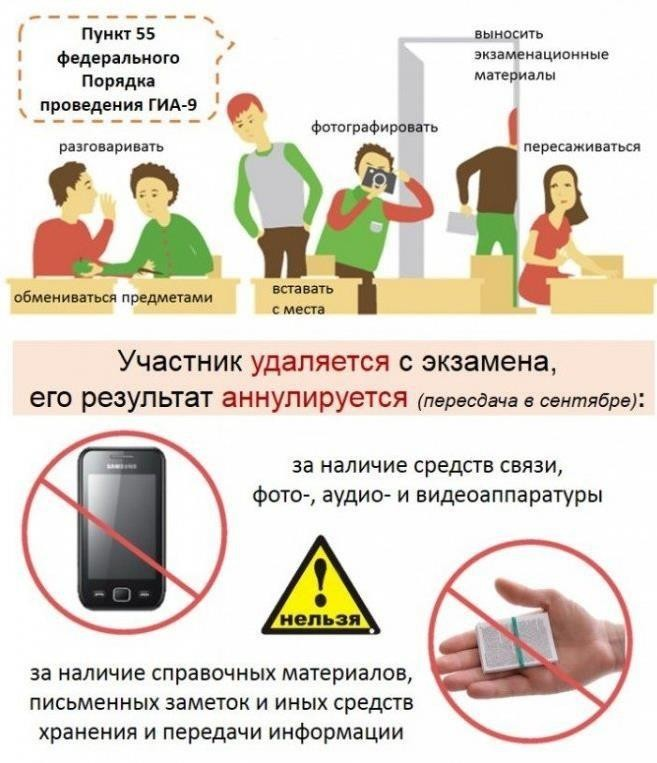 Пункт 55
федерального
Порядка
проведения ГИА-9
выносить
экзаменационные
материалы
фотографировать
разговаривать
пересаживаться
обмениваться предметами
вставать
с места
Участник удаляется с экзамена,
его результат аннулируется (пересдача в сентябре):
SAMSUNG
за наличие средств связи,
фото-, аудио- и видеоаппаратуры
нельзя
за наличие справочных материалов,
письменных заметок и иных средств
хранения и передачи информации